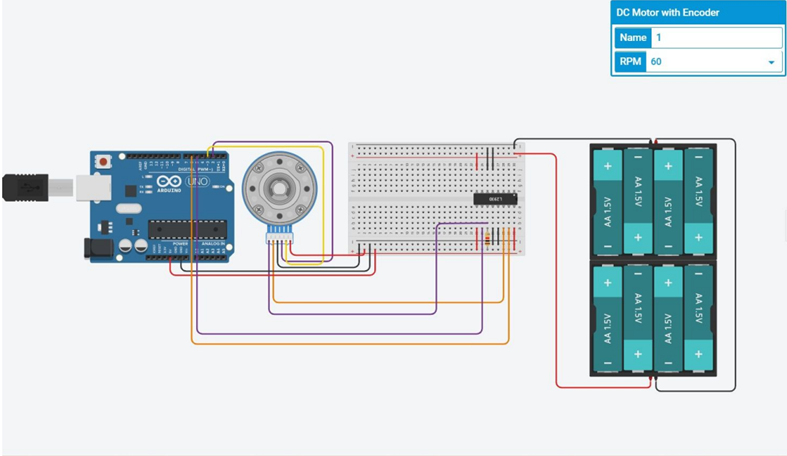 DC Motor with Encoder
Name 1
RPM 60
DIGITAL (PWM~)
UNO
ARDUINO
POWER
ANALOG IN
L293D
AA 1.5V
AA 1.5V
AA 1.5V
AA 1.5V
AA 1.5V
AA 1.5V
AA 1.5V
AA 1.5V